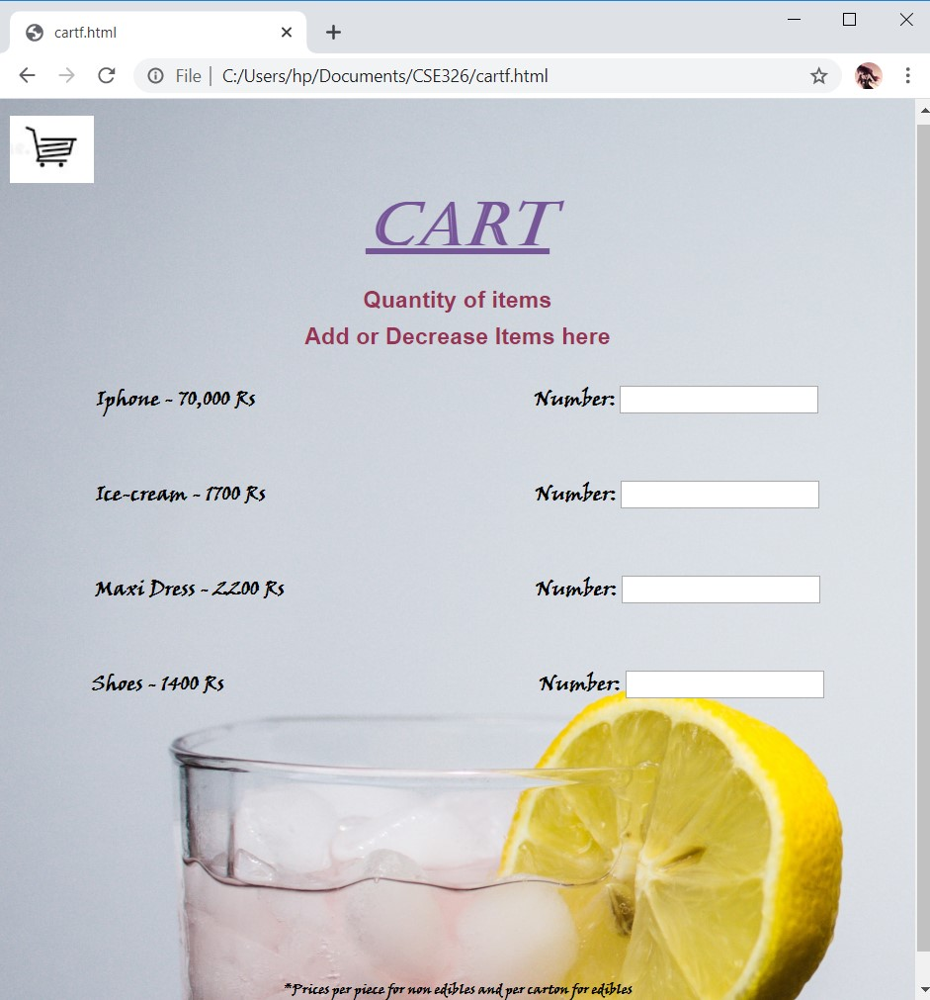 cartf.html
File | C:/Users/hp/Documents/CSE326/cartf.html
CART
Quantity of items
Add or Decrease Items here
Iphone - 70,000 Rs Number:
Ice-cream - 1700 Rs Number:
Maxi Dress - 2200 Rs Number:
Shoes - 1400 Rs Number:
*Prices per piece for non edibles and per carton for edibles